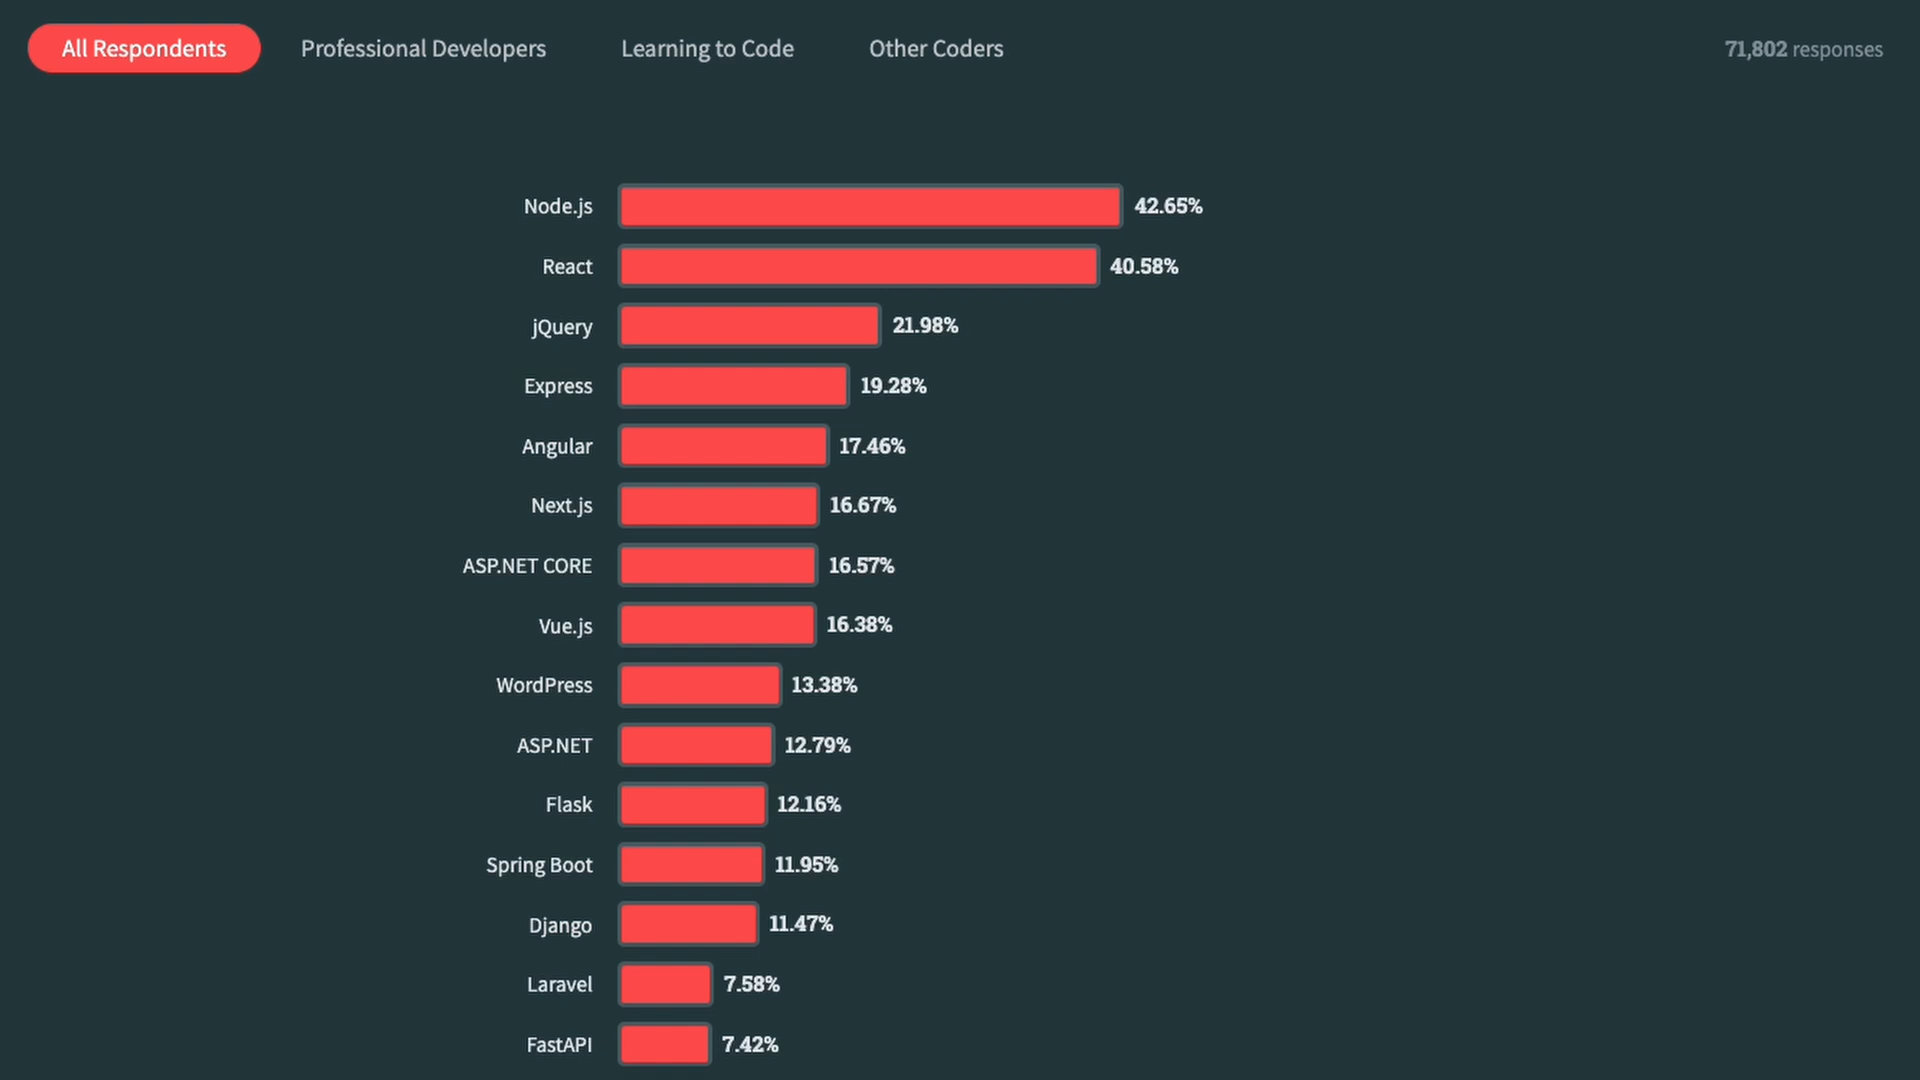 All Respondents Professional Developers Learning to Code Other Coders 71,802 responses
Node.js 42.65%
React 40.58%
jQuery 21.98%
Express 19.28%
Angular 17.46%
Next.js 16.67%
ASP.NET CORE 16.57%
Vue.js 16.38%
WordPress 13.38%
ASP.NET 12.79%
Flask 12.16%
Spring Boot 11.95%
Django 11.47%
Laravel 7.58%
FastAPI 7.42%